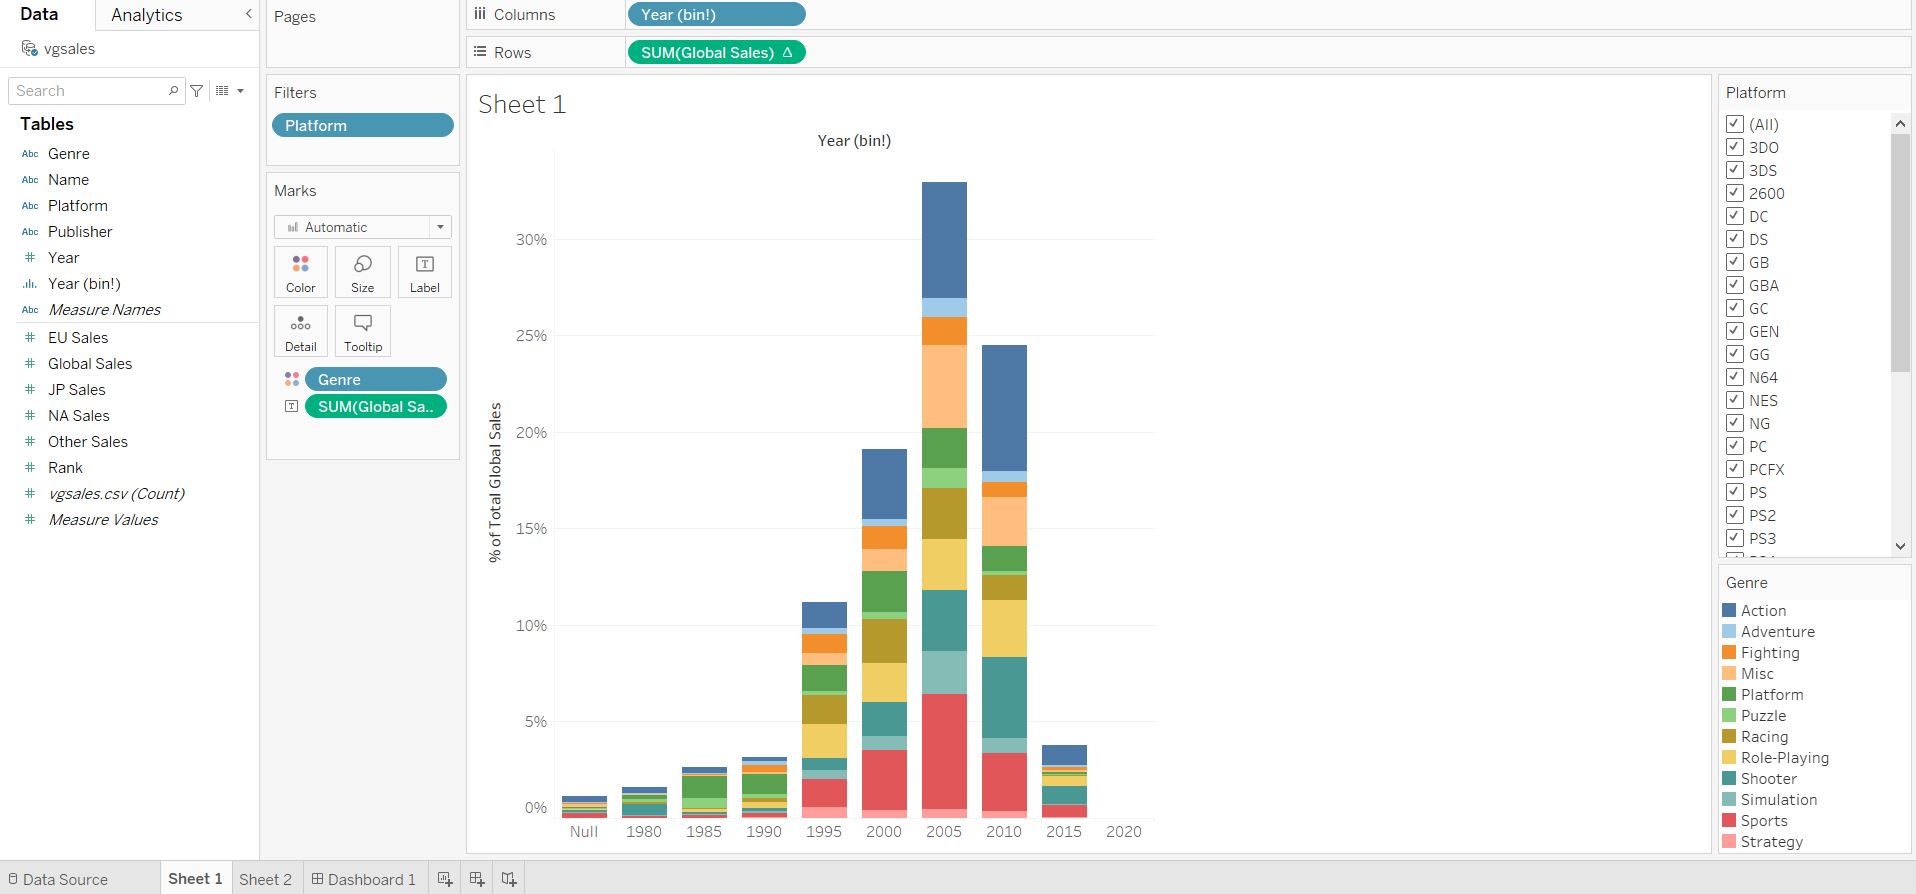 Data
Analytics
vgsales
Search
Tables
Abc Genre
Abc Name
Abc Platform
Abc Publisher
# Year
Year (bin!)
Abc Measure Names
# EU Sales
# Global Sales
# JP Sales
# NA Sales
# Other Sales
# Rank
# vgsales.csv (Count)
# Measure Values
Pages
Filters
Platform
Marks
Automatic
Color
Size
T
Label
Detail
Tooltip
Genre
T SUM(Global Sa..
iii Columns
Year (bin!)
Rows
SUM(Global Sales) Δ
Sheet 1
Year (bin!)
% of Total Global Sales
30%
25%
20%
15%
10%
5%
0%
Null 1980 1985 1990 1995 2000 2005 2010 2015 2020
Platform
(All)
3DO
3DS
2600
DC
DS
GB
GBA
GC
GEN
GG
N64
NES
NG
PC
PCFX
PS
PS2
PS3
Genre
Action
Adventure
Fighting
Misc
Platform
Puzzle
Racing
Role-Playing
Shooter
Simulation
Sports
Strategy
Data Source
Sheet 1
Sheet 2
Dashboard 1